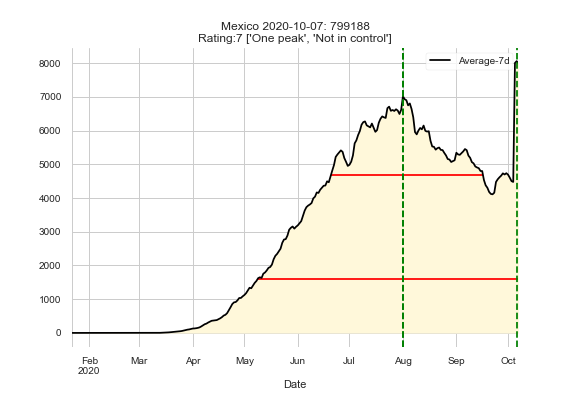 Mexico 2020-10-07: 799188
Rating:7 ['One peak', 'Not in control']
Average-7d
8000
7000
6000
5000
4000
3000
2000
1000
0
Feb Mar Apr May Jun Jul Aug Sep Oct
2020
Date